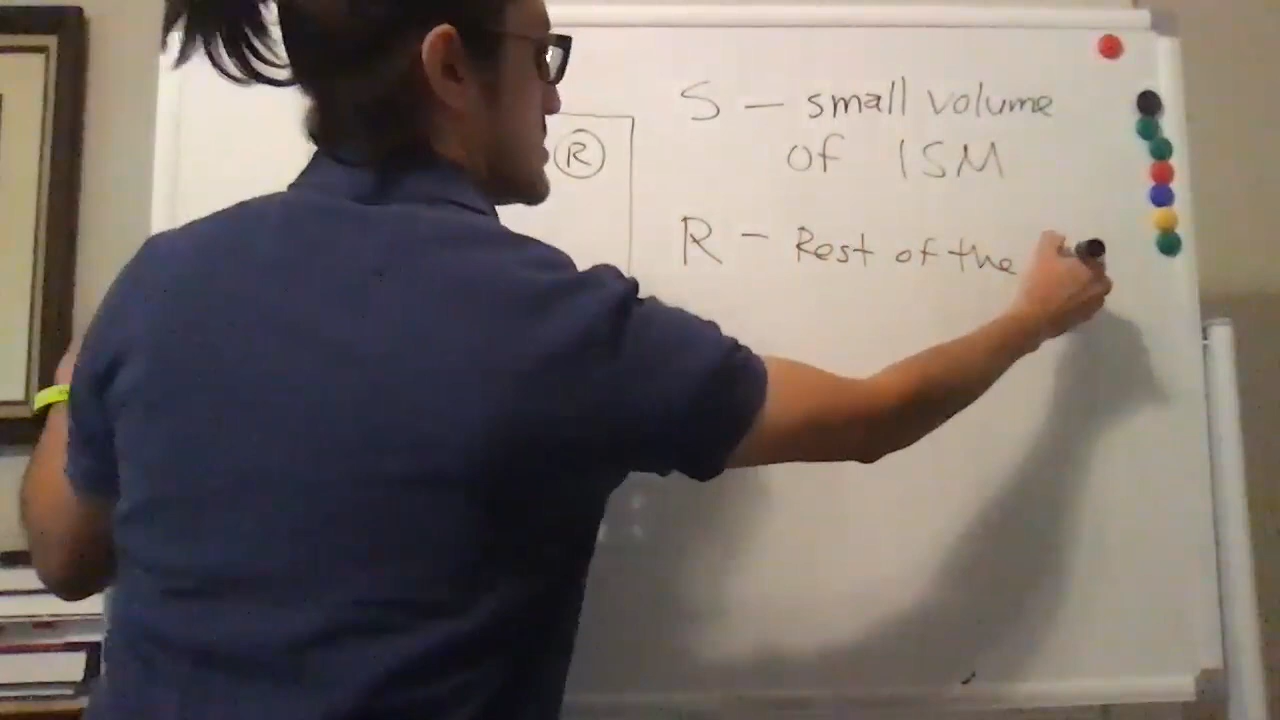 S — small volume
of ISM
R — Rest of the
R